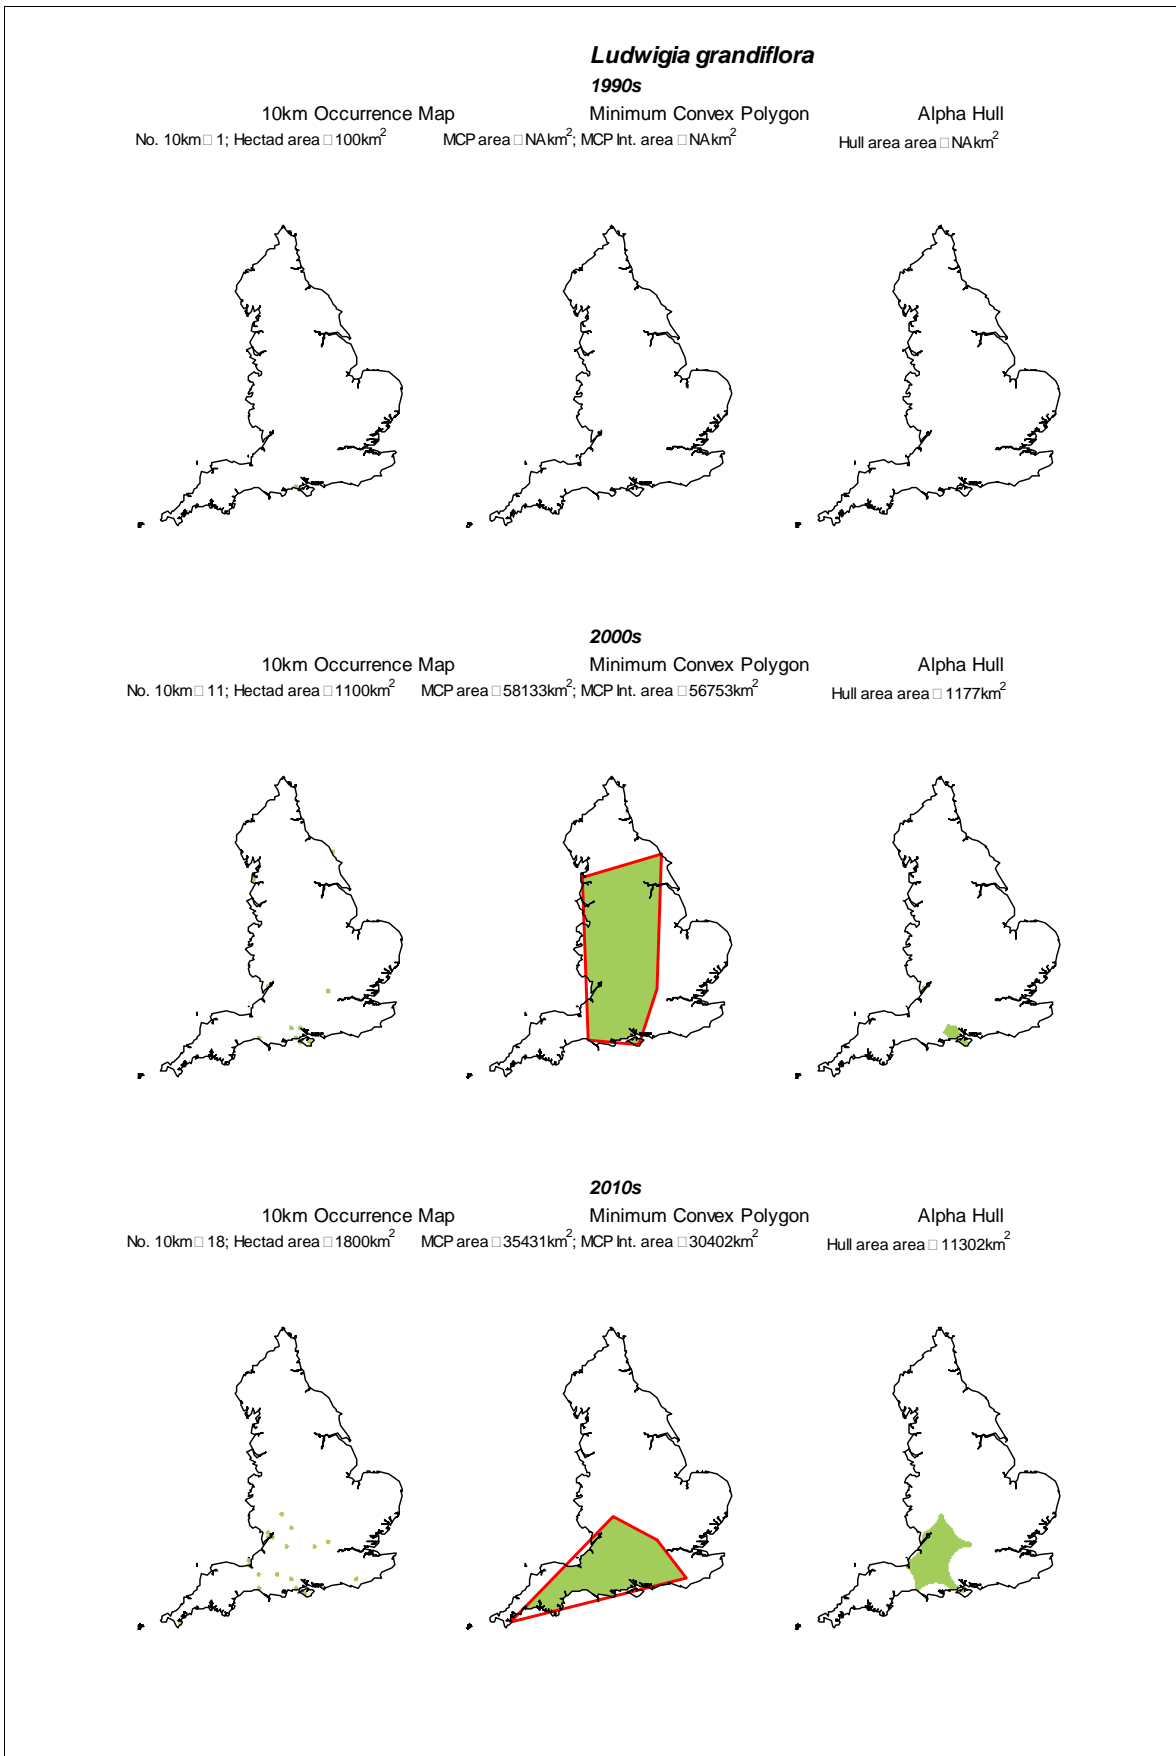 Ludwigia grandiflora
1990s
10km Occurrence Map Minimum Convex Polygon Alpha Hull
No. 10km□ 1; Hectad area □ 100km² MCP area □ NAkm²; MCP Int. area □ NAkm² Hull area area □ NAkm²
2000s
10km Occurrence Map Minimum Convex Polygon Alpha Hull
No. 10km□ 11; Hectad area □ 1100km² MCP area □ 58133km²; MCP Int. area □ 56753km² Hull area area □ 1177km²
2010s
10km Occurrence Map Minimum Convex Polygon Alpha Hull
No. 10km□ 18; Hectad area □ 1800km² MCP area □ 35431km²; MCP Int. area □ 30402km² Hull area area □ 11302km²